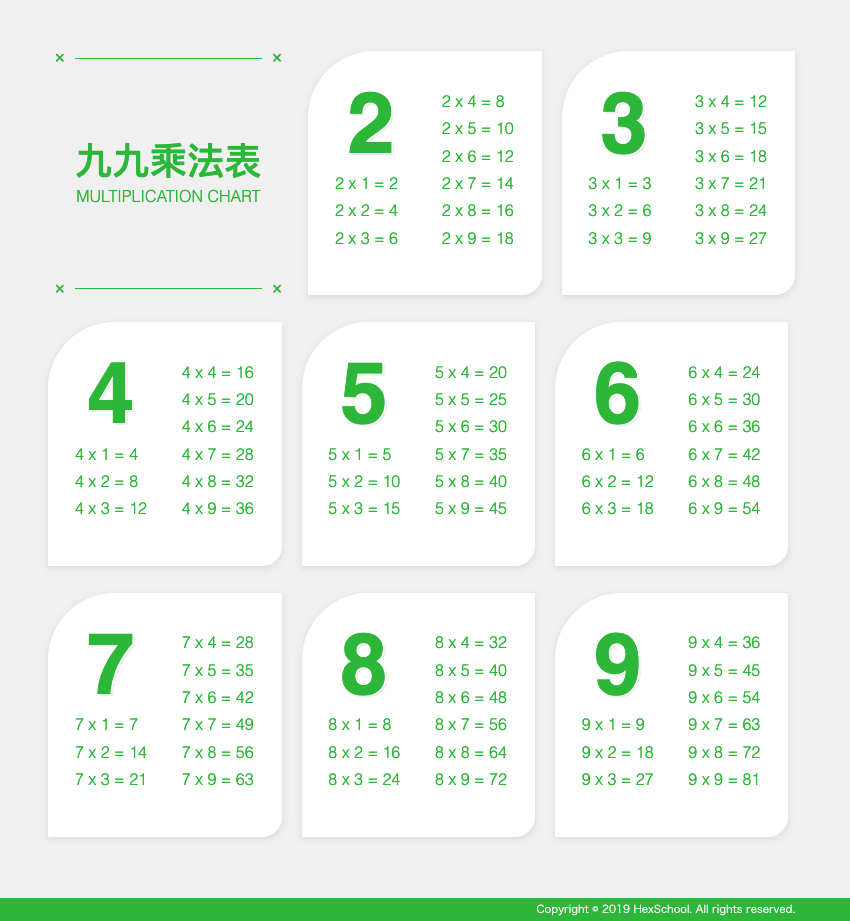 九九乘法表
MULTIPLICATION CHART
2
2 x 1 = 2
2 x 2 = 4
2 x 3 = 6
2 x 4 = 8
2 x 5 = 10
2 x 6 = 12
2 x 7 = 14
2 x 8 = 16
2 x 9 = 18
3
3 x 1 = 3
3 x 2 = 6
3 x 3 = 9
3 x 4 = 12
3 x 5 = 15
3 x 6 = 18
3 x 7 = 21
3 x 8 = 24
3 x 9 = 27
4
4 x 1 = 4
4 x 2 = 8
4 x 3 = 12
4 x 4 = 16
4 x 5 = 20
4 x 6 = 24
4 x 7 = 28
4 x 8 = 32
4 x 9 = 36
5
5 x 1 = 5
5 x 2 = 10
5 x 3 = 15
5 x 4 = 20
5 x 5 = 25
5 x 6 = 30
5 x 7 = 35
5 x 8 = 40
5 x 9 = 45
6
6 x 1 = 6
6 x 2 = 12
6 x 3 = 18
6 x 4 = 24
6 x 5 = 30
6 x 6 = 36
6 x 7 = 42
6 x 8 = 48
6 x 9 = 54
7
7 x 1 = 7
7 x 2 = 14
7 x 3 = 21
7 x 4 = 28
7 x 5 = 35
7 x 6 = 42
7 x 7 = 49
7 x 8 = 56
7 x 9 = 63
8
8 x 1 = 8
8 x 2 = 16
8 x 3 = 24
8 x 4 = 32
8 x 5 = 40
8 x 6 = 48
8 x 7 = 56
8 x 8 = 64
8 x 9 = 72
9
9 x 1 = 9
9 x 2 = 18
9 x 3 = 27
9 x 4 = 36
9 x 5 = 45
9 x 6 = 54
9 x 7 = 63
9 x 8 = 72
9 x 9 = 81
Copyright © 2019 HexSchool. All rights reserved.